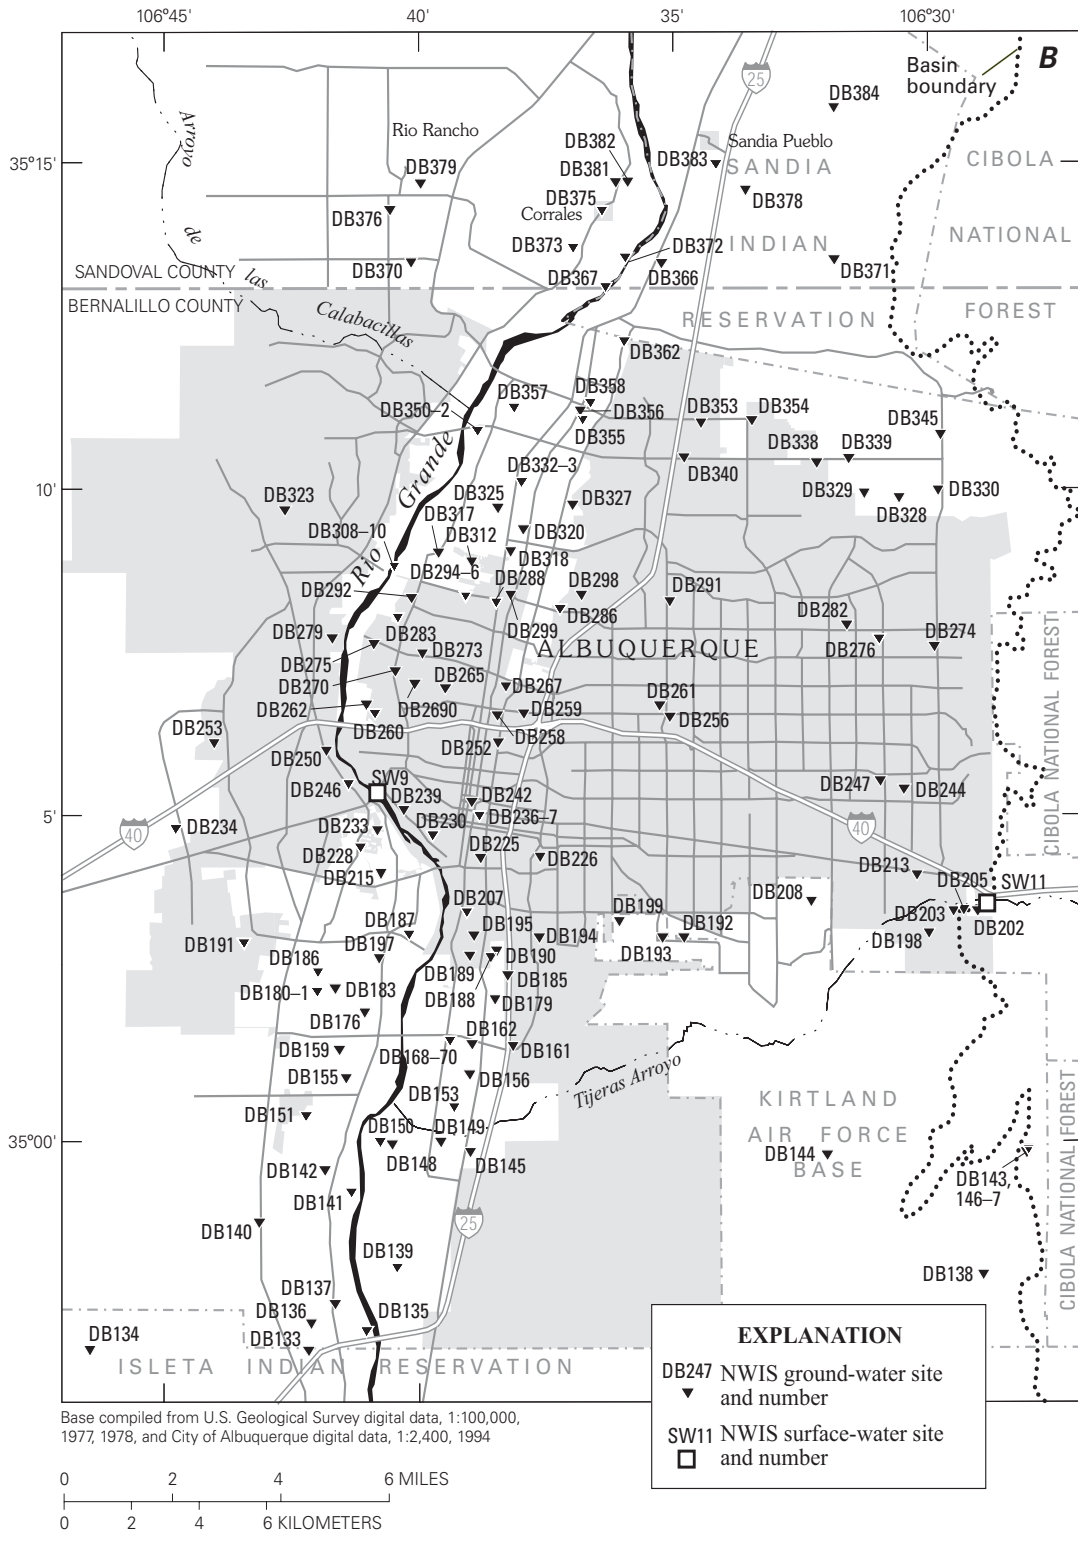 106°45'
40'
35'
106°30'
B
Basin
boundary
25
DB384
Arroyo
Rio Rancho
DB382
Sandia Pueblo
35°15'
DB381
DB383
SANDIA
CIBOLA
DB379
DB375
DB378
Corrales
DB376
de
DB373
DB372
INDIAN
NATIONAL
DB370
DB367
DB366
DB371
SANDOVAL COUNTY
las
BERNALILLO COUNTY
Calabacillas
RESERVATION
FOREST
DB362
DB357
DB358
DB350–2
DB356
DB353
DB354
DB345
DB355
DB338
DB339
Grande
DB332–3
DB340
10'
DB323
DB325
DB327
DB329
DB330
DB328
DB317
DB308–10
DB312
DB320
Rio
DB318
DB294–6
DB288
DB298
DB291
DB292
DB286
DB282
DB279
DB283
DB299
DB274
ALBUQUERQUE
DB276
DB273
DB275
DB265
DB270
DB267
DB261
DB262
DB2690
DB259
DB256
DB253
DB260
DB258
DB252
DB250
CIBOLA NATIONAL FOREST
SW9
DB246
DB239
DB242
DB247
DB244
5'
40
DB234
DB233
DB230
DB236–7
40
DB228
DB225
DB226
DB213
DB215
DB205
SW11
DB208
DB207
DB199
DB203
DB202
DB187
DB195
DB192
DB191
DB197
DB194
DB198
DB186
DB193
DB190
DB189
DB185
DB180–1
DB183
DB188
DB179
DB176
DB162
DB159
DB168–70
DB161
DB155
DB156
Tijeras Arroyo
DB153
KIRTLAND
DB151
DB150
DB149
AIR FORCE
35°00'
DB148
DB145
DB144
BASE
DB142
DB143,
146–7
CIBOLA NATIONAL FOREST
DB141
DB140
25
DB139
DB138
DB137
DB136
DB135
DB134
DB133
ISLETA INDIAN RESERVATION
EXPLANATION
DB247
NWIS ground-water site
and number
SW11
NWIS surface-water site
and number
Base compiled from U.S. Geological Survey digital data, 1:100,000,
1977, 1978, and City of Albuquerque digital data, 1:2,400, 1994
0 2 4 6 MILES
0 2 4 6 KILOMETERS